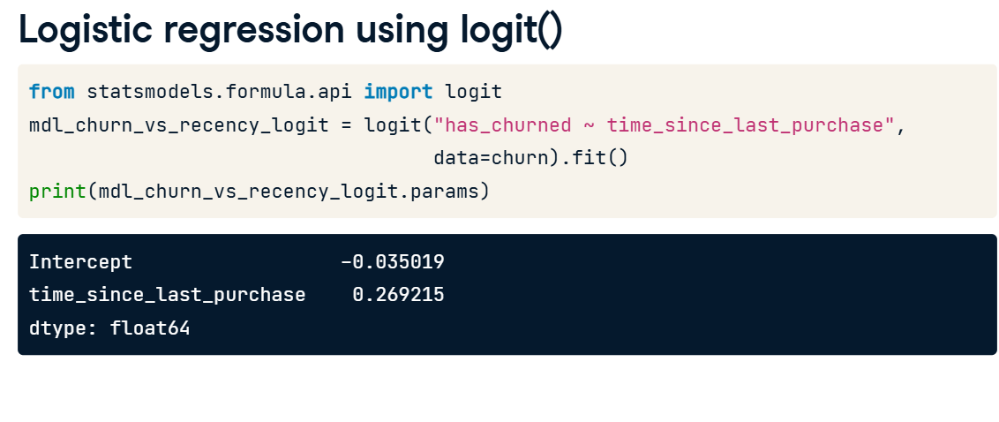 Logistic regression using logit()
from statsmodels.formula.api import logit
mdl_churn_vs_recency_logit = logit("has_churned ~ time_since_last_purchase",
                                   data=churn).fit()
print(mdl_churn_vs_recency_logit.params)
Intercept                  -0.035019
time_since_last_purchase    0.269215
dtype: float64